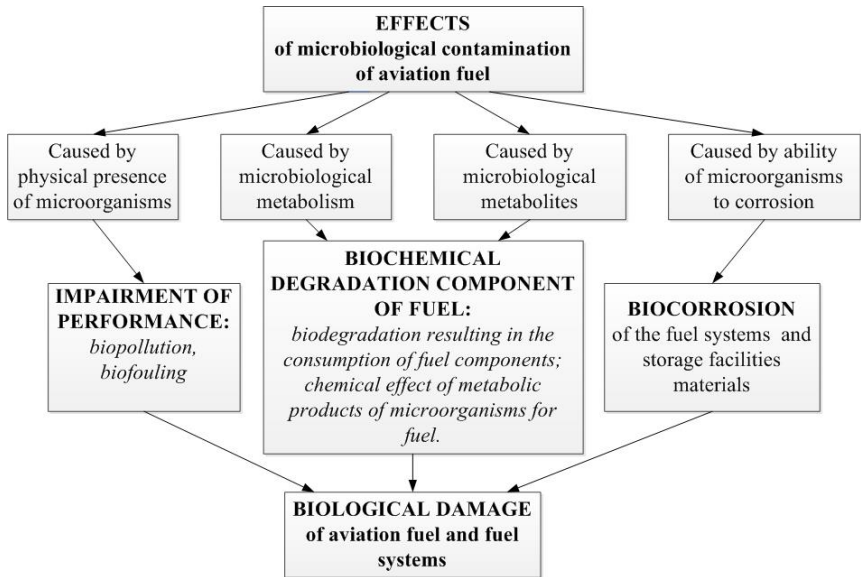 EFFECTS
of microbiological contamination
of aviation fuel
Caused by
physical presence
of microorganisms
Caused by
microbiological
metabolism
Caused by
microbiological
metabolites
Caused by ability
of microorganisms
to corrosion
IMPAIRMENT OF
PERFORMANCE:
biopollution,
biofouling
BIOCHEMICAL
DEGRADATION COMPONENT
OF FUEL:
biodegradation resulting in the
consumption of fuel components;
chemical effect of metabolic
products of microorganisms for
fuel.
BIOCORROSION
of the fuel systems and
storage facilities
materials
BIOLOGICAL DAMAGE
of aviation fuel and fuel
systems